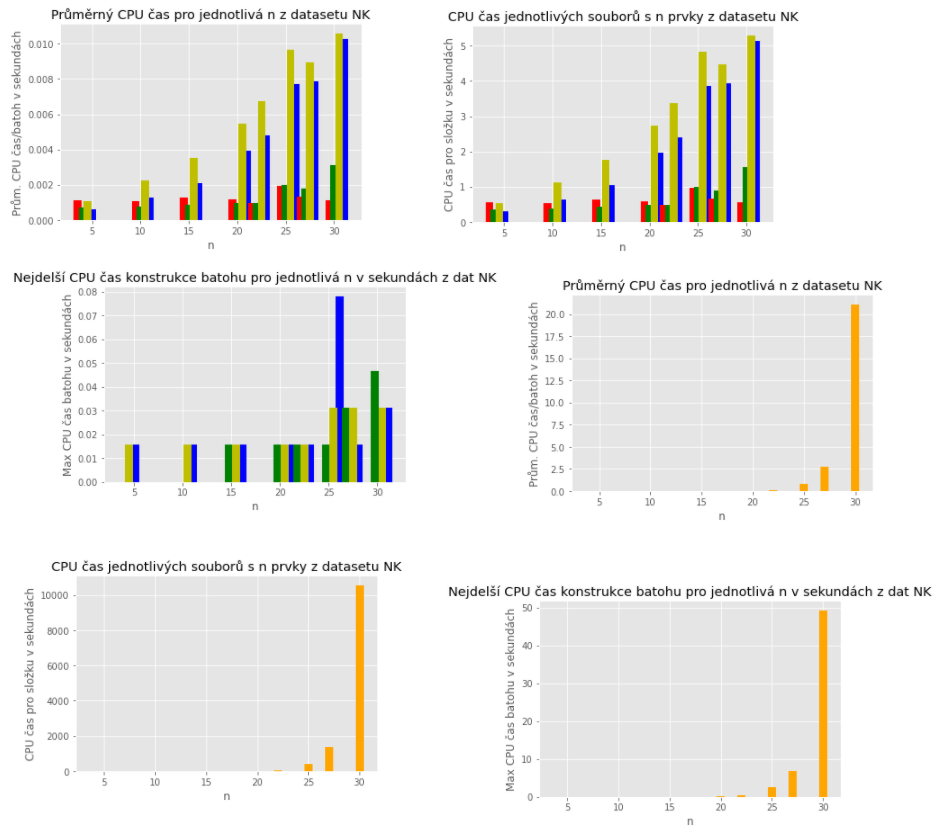 Průměrný CPU čas pro jednotlivá n z datasetu NK
Prům. CPU čas/batoh v sekundách
0.010
0.008
0.006
0.004
0.002
0.000
5 10 15 20 25 30
n
CPU čas jednotlivých souborů s n prvky z datasetu NK
CPU čas pro složku v sekundách
5
4
3
2
1
0
5 10 15 20 25 30
n
Nejdelší CPU čas konstrukce batohu pro jednotlivá n v sekundách z dat NK
Max CPU čas batohu v sekundách
0.08
0.07
0.06
0.05
0.04
0.03
0.02
0.01
0.00
5 10 15 20 25 30
n
Průměrný CPU čas pro jednotlivá n z datasetu NK
Prům. CPU čas/batoh v sekundách
20.0
17.5
15.0
12.5
10.0
7.5
5.0
2.5
0.0
5 10 15 20 25 30
n
CPU čas jednotlivých souborů s n prvky z datasetu NK
CPU čas pro složku v sekundách
10000
8000
6000
4000
2000
0
5 10 15 20 25 30
n
Nejdelší CPU čas konstrukce batohu pro jednotlivá n v sekundách z dat NK
Max CPU čas batohu v sekundách
50
40
30
20
10
0
5 10 15 20 25 30
n